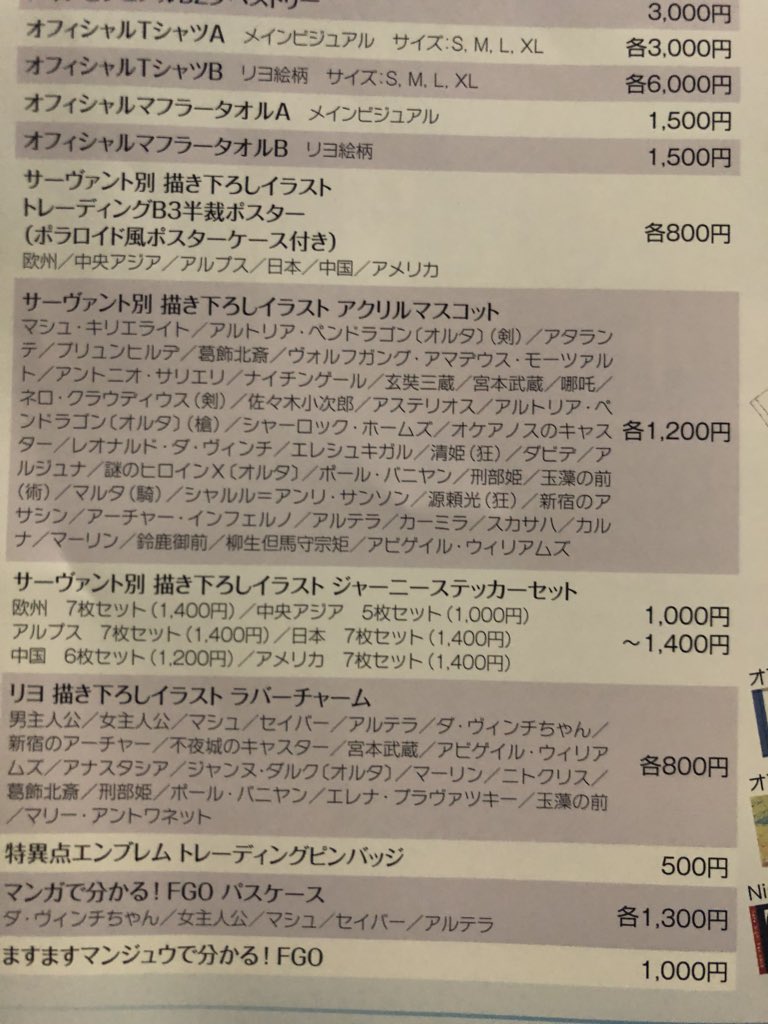 3,000円
オフィシャルTシャツA メインビジュアル サイズ:S, M, L, XL 各3,000円
オフィシャルTシャツB リヨ絵柄 サイズ:S, M, L, XL 各6,000円
オフィシャルマフラータオルA メインビジュアル 1,500円
オフィシャルマフラータオルB リヨ絵柄 1,500円
サーヴァント別 描き下ろしイラスト
トレーディングB3半裁ポスター
(ポラロイド風ポスターケース付き) 各800円
欧州/中央アジア/アルプス/日本/中国/アメリカ
サーヴァント別 描き下ろしイラスト アクリルマスコット
マシュ・キリエライト/アルトリア・ペンドラゴン〔オルタ〕(剣)/アタラン
テ/ブリュンヒルデ/葛飾北斎/ヴォルフガング・アマデウス・モーツァル
ト/アントニオ・サリエリ/ナイチンゲール/玄奘三蔵/宮本武蔵/哪吒/
ネロ・クラウディウス(剣)/佐々木小次郎/アステリオス/アルトリア・ペ
ンドラゴン〔オルタ〕(槍)/シャーロック・ホームズ/オケアノスのキャス 各1,200円
ター/レオナルド・ダ・ヴィンチ/エレシュキガル/清姫(狂)/ダビデ/ア
ルジュナ/謎のヒロインX〔オルタ〕/ポール・バニヤン/刑部姫/玉藻の前
(術)/マルタ(騎)/シャルル=アンリ・サンソン/源頼光(狂)/新宿のア
サシン/アーチャー・インフェルノ/アルテラ/カーミラ/スカサハ/カル
ナ/マーリン/鈴鹿御前/柳生但馬守宗矩/アビゲイル・ウィリアムズ
サーヴァント別 描き下ろしイラスト ジャーニーステッカーセット
欧州 7枚セット(1,400円)/中央アジア 5枚セット(1,000円) 1,000円
アルプス 7枚セット(1,400円)/日本 7枚セット(1,400円) ~1,400円
中国 6枚セット(1,200円)/アメリカ 7枚セット(1,400円)
リヨ 描き下ろしイラスト ラバーチャーム
男主人公/女主人公/マシュ/セイバー/アルテラ/ダ・ヴィンチちゃん/
新宿のアーチャー/不夜城のキャスター/宮本武蔵/アビゲイル・ウィリア
ムズ/アナスタシア/ジャンヌ・ダルク〔オルタ〕/マーリン/ニトクリス/ 各800円
葛飾北斎/刑部姫/ポール・バニヤン/エレナ・ブラヴァツキー/玉藻の前
/マリー・アントワネット
特異点エンブレム トレーディングピンバッジ 500円
マンガで分かる!FGO パスケース 各1,300円
ダ・ヴィンチちゃん/女主人公/マシュ/セイバー/アルテラ
ますますマンジュウで分かる!FGO 1,000円